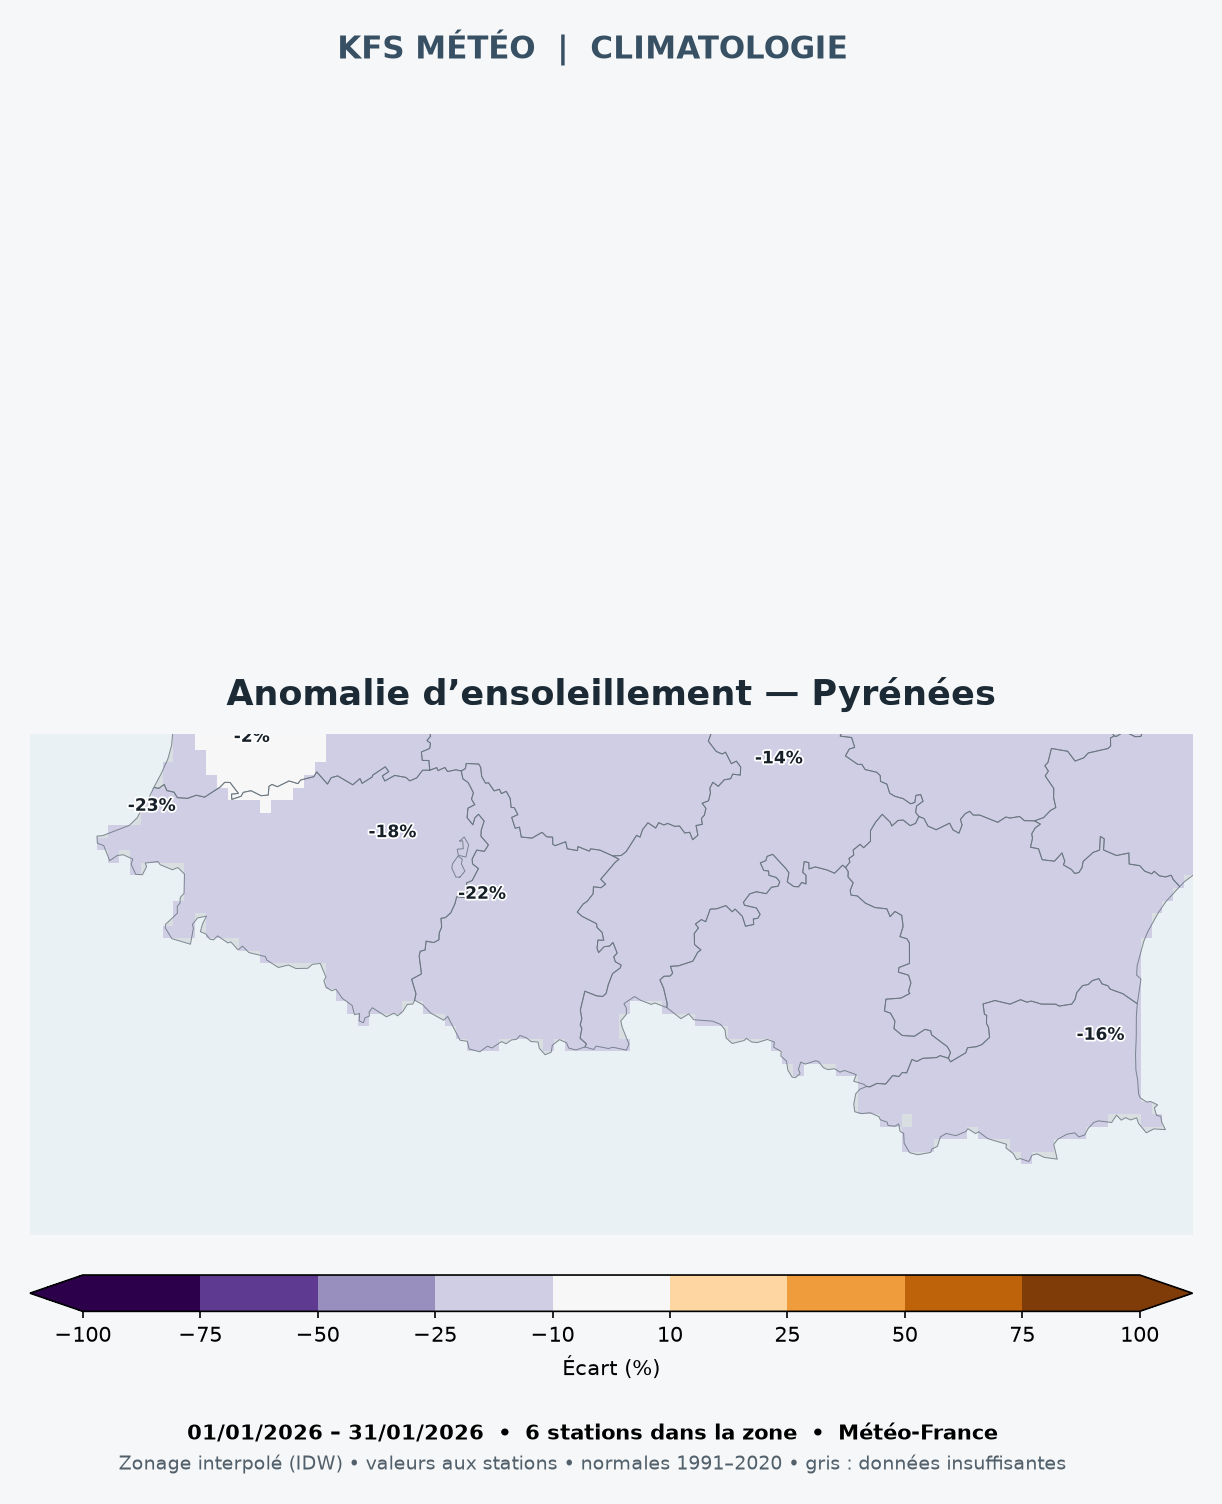 KFS MÉTÉO | CLIMATOLOGIE
Anomalie d’ensoleillement — Pyrénées
-2%
-14%
-23%
-18%
-22%
-16%
−100 −75 −50 −25 −10 10 25 50 75 100
Écart (%)
01/01/2026 – 31/01/2026 • 6 stations dans la zone • Météo-France
Zonage interpolé (IDW) • valeurs aux stations • normales 1991–2020 • gris : données insuffisantes